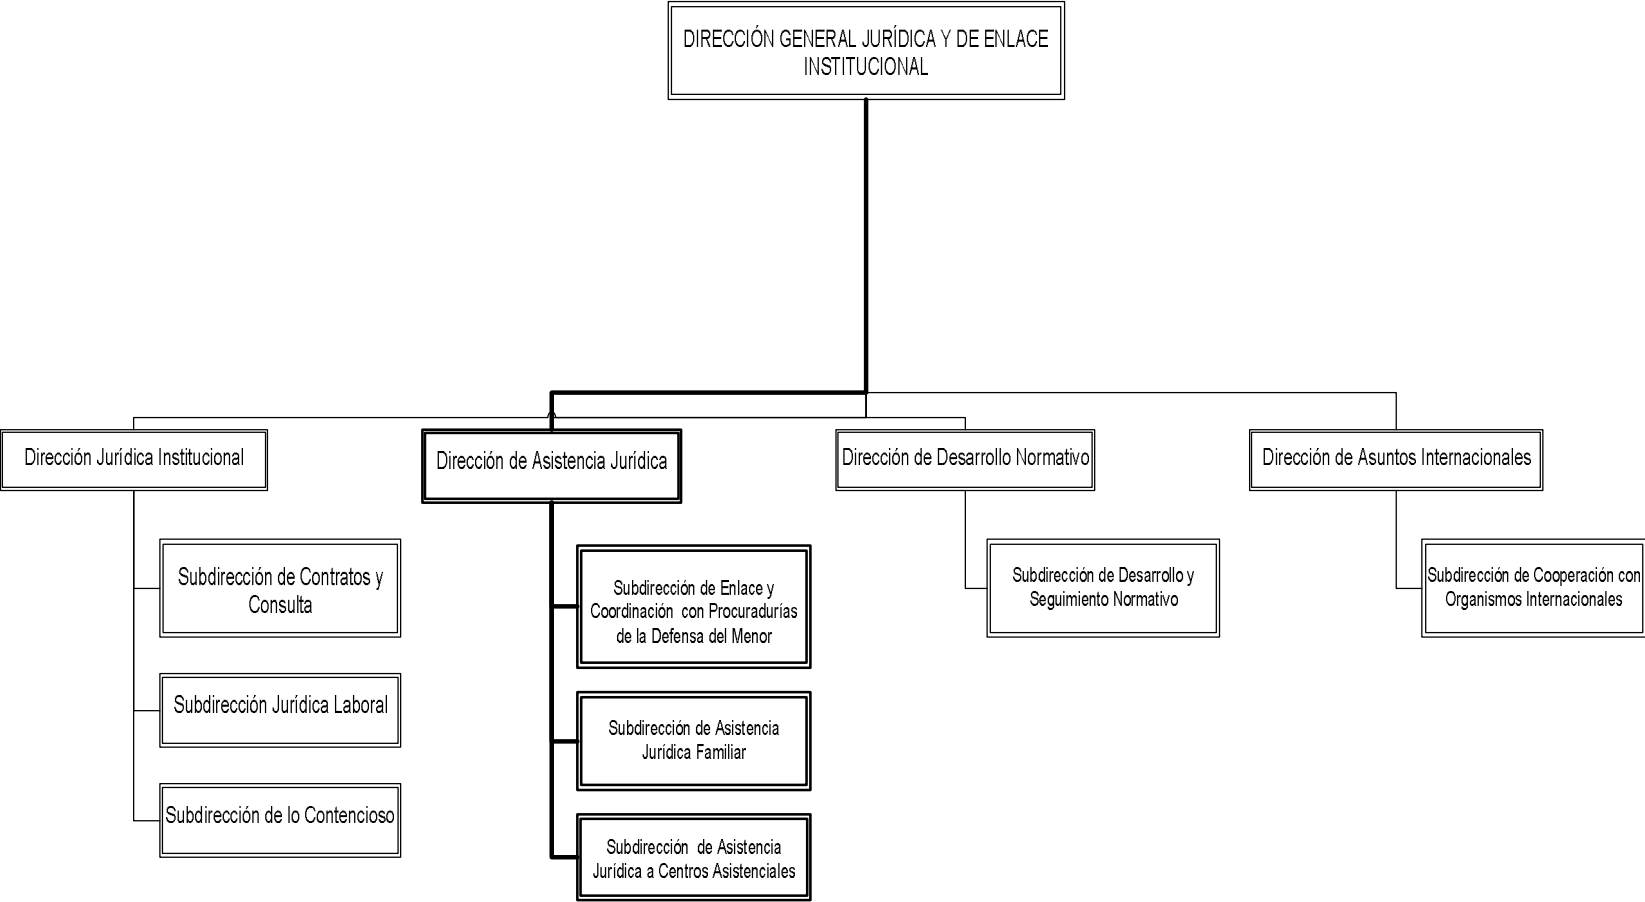 DIRECCIÓN GENERAL JURÍDICA Y DE ENLACE
INSTITUCIONAL
Dirección Jurídica Institucional
Dirección de Asistencia Jurídica
Dirección de Desarrollo Normativo
Dirección de Asuntos Internacionales
Subdirección de Contratos y
Consulta
Subdirección Jurídica Laboral
Subdirección de lo Contencioso
Subdirección de Enlace y
Coordinación con Procuradurías
de la Defensa del Menor
Subdirección de Asistencia
Jurídica Familiar
Subdirección de Asistencia
Jurídica a Centros Asistenciales
Subdirección de Desarrollo y
Seguimiento Normativo
Subdirección de Cooperación con
Organismos Internacionales